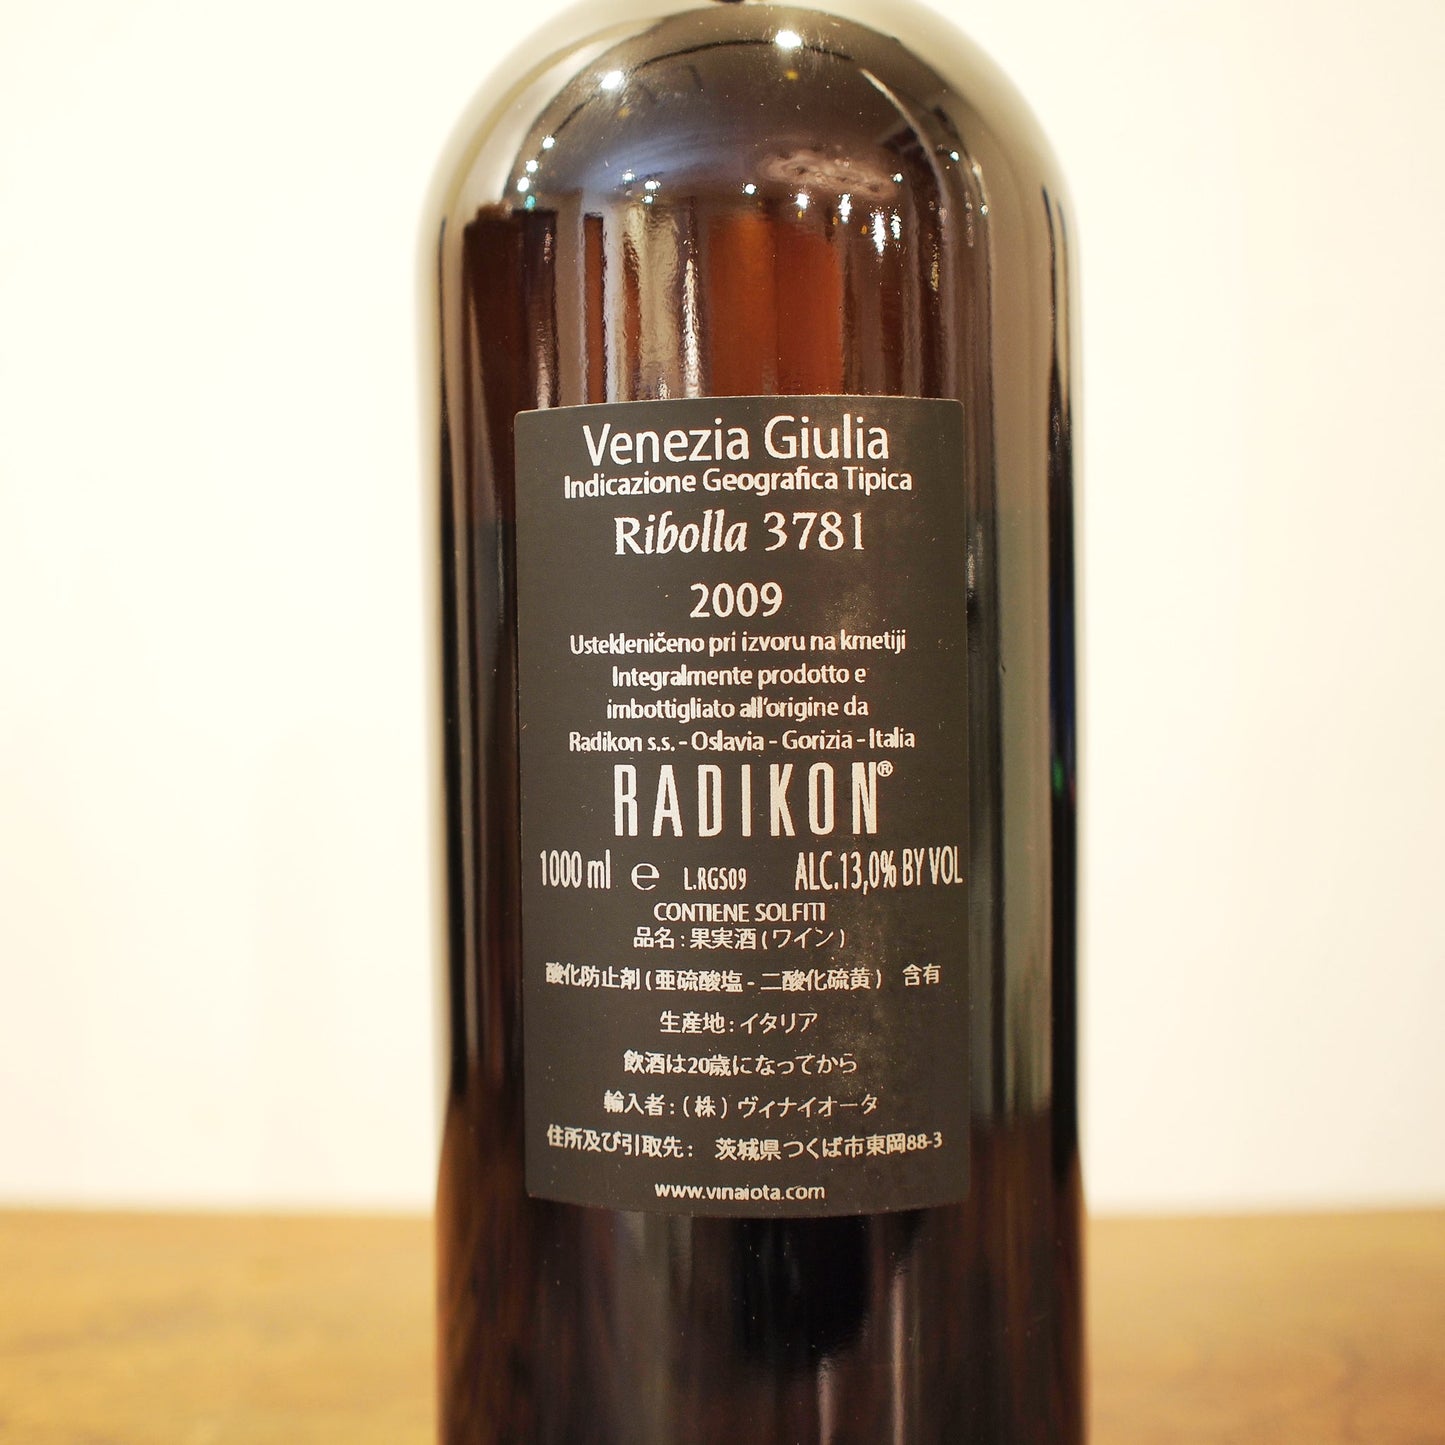 Venezia Giulia
Indicazione Geografica Tipica
Ribolla 3781
2009
Ustekleničeno pri izvoru na kmetiji
Integralmente prodotto e
imbottigliato all'origine da
Radikon s.s. - Oslavia - Gorizia - Italia
RADIKON®
1000 ml e L.RGS09 ALC.13,0% BY VOL
CONTIENE SOLFITI
品名 : 果実酒 ( ワイン )
酸化防止剤 ( 亜硫酸塩 - 二酸化硫黄 ) 含有
生産地 : イタリア
飲酒は20歳になってから
輸入者 : ( 株 ) ヴィナイオータ
住所及び引取先 : 茨城県つくば市東岡88-3
www.vinaiota.com